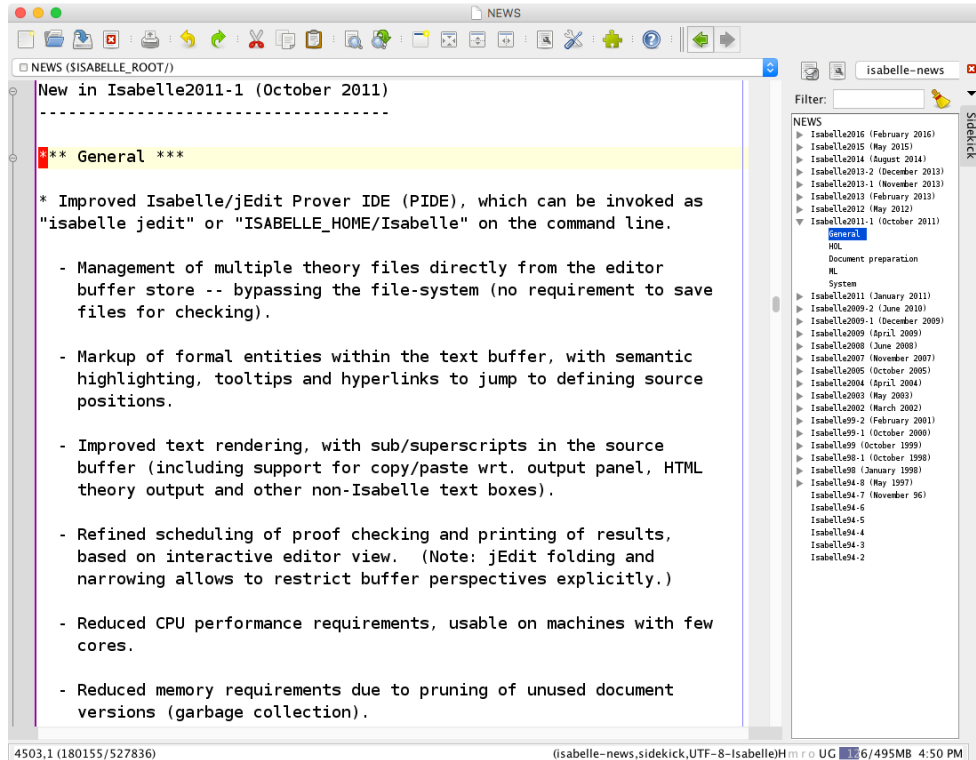 NEWS
NEWS ($ISABELLE_ROOT/)
New in Isabelle2011-1 (October 2011)
------------------------------------
*** General ***
* Improved Isabelle/jEdit Prover IDE (PIDE), which can be invoked as
"isabelle jedit" or "ISABELLE_HOME/Isabelle" on the command line.
- Management of multiple theory files directly from the editor
buffer store -- bypassing the file-system (no requirement to save
files for checking).
- Markup of formal entities within the text buffer, with semantic
highlighting, tooltips and hyperlinks to jump to defining source
positions.
- Improved text rendering, with sub/superscripts in the source
buffer (including support for copy/paste wrt. output panel, HTML
theory output and other non-Isabelle text boxes).
- Refined scheduling of proof checking and printing of results,
based on interactive editor view.  (Note: jEdit folding and
narrowing allows to restrict buffer perspectives explicitly.)
- Reduced CPU performance requirements, usable on machines with few
cores.
- Reduced memory requirements due to pruning of unused document
versions (garbage collection).
isabelle-news
Filter:
Sidekick
NEWS
Isabelle2016 (February 2016)
Isabelle2015 (May 2015)
Isabelle2014 (August 2014)
Isabelle2013-2 (December 2013)
Isabelle2013-1 (November 2013)
Isabelle2013 (February 2013)
Isabelle2012 (May 2012)
Isabelle2011-1 (October 2011)
General
HOL
Document preparation
ML
System
Isabelle2011 (January 2011)
Isabelle2009-2 (June 2010)
Isabelle2009-1 (December 2009)
Isabelle2009 (April 2009)
Isabelle2008 (June 2008)
Isabelle2007 (November 2007)
Isabelle2005 (October 2005)
Isabelle2004 (April 2004)
Isabelle2003 (May 2003)
Isabelle2002 (March 2002)
Isabelle99-2 (February 2001)
Isabelle99-1 (October 2000)
Isabelle99 (October 1999)
Isabelle98-1 (October 1998)
Isabelle98 (January 1998)
Isabelle94-8 (May 1997)
Isabelle94-7 (November 96)
Isabelle94-6
Isabelle94-5
Isabelle94-4
Isabelle94-3
Isabelle94-2
4503,1 (180155/527836)
(isabelle-news,sidekick,UTF-8-Isabelle)H m r o UG 126/495MB 4:50 PM